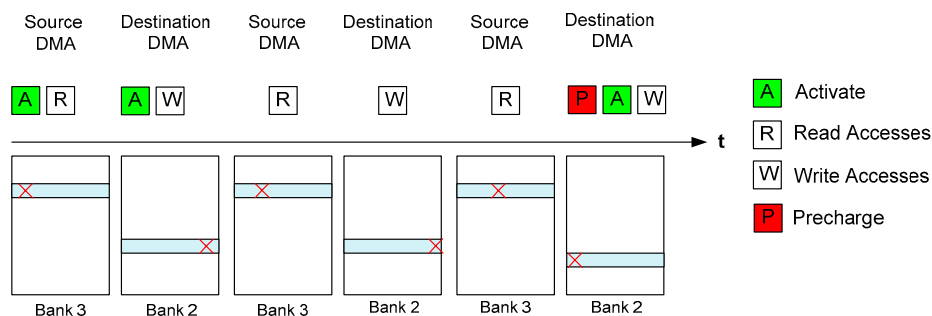 Source
DMA
Destination
DMA
Source
DMA
Destination
DMA
Source
DMA
Destination
DMA
A R
A W
R
W
R
P A W
t
A Activate
R Read Accesses
W Write Accesses
P Precharge
Bank 3
Bank 2
Bank 3
Bank 2
Bank 3
Bank 2